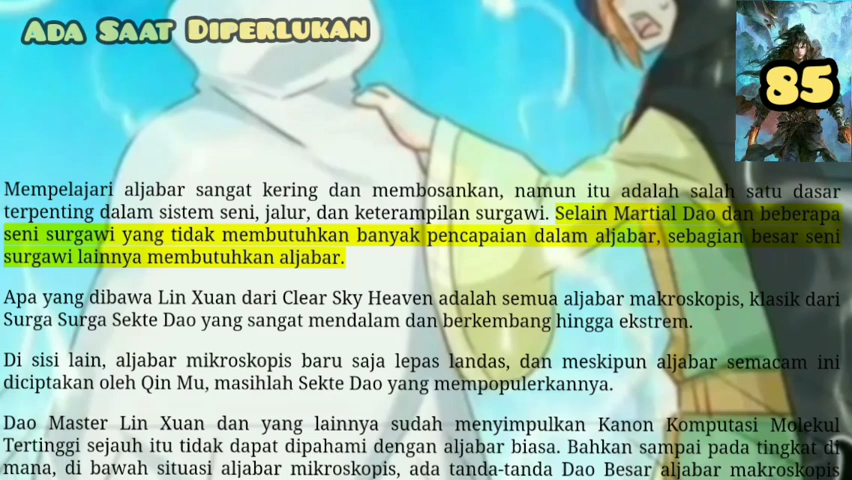 Ada Saat Diperlukan
85
Mempelajari aljabar sangat kering dan membosankan, namun itu adalah salah satu dasar
terpenting dalam sistem seni, jalur, dan keterampilan surgawi. Selain Martial Dao dan beberapa
seni surgawi yang tidak membutuhkan banyak pencapaian dalam aljabar, sebagian besar seni
surgawi lainnya membutuhkan aljabar.
Apa yang dibawa Lin Xuan dari Clear Sky Heaven adalah semua aljabar makroskopis, klasik dari
Surga Surga Sekte Dao yang sangat mendalam dan berkembang hingga ekstrem.
Di sisi lain, aljabar mikroskopis baru saja lepas landas, dan meskipun aljabar semacam ini
diciptakan oleh Qin Mu, masihlah Sekte Dao yang mempopulerkannya.
Dao Master Lin Xuan dan yang lainnya sudah menyimpulkan Kanon Komputasi Molekul
Tertinggi sejauh itu tidak dapat dipahami dengan aljabar biasa. Bahkan sampai pada tingkat di
mana, di bawah situasi aljabar mikroskopis, ada tanda-tanda Dao Besar aljabar makroskopis